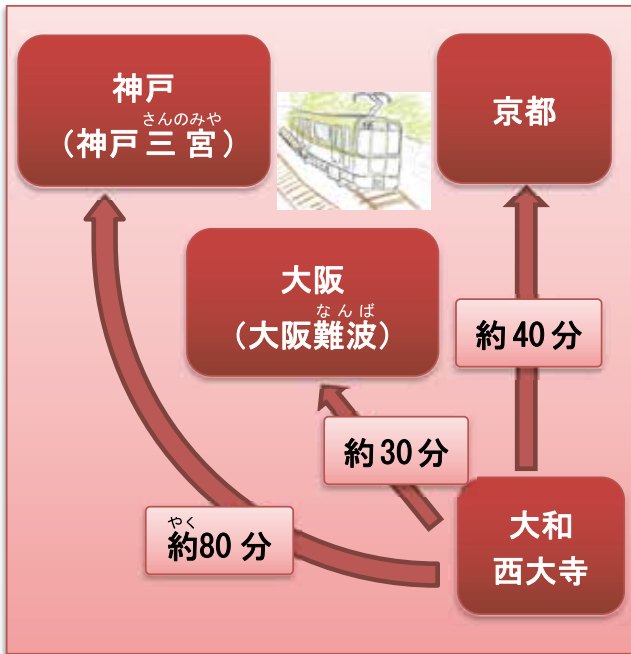 神戸
さんのみや
（神戸三宮）
京都
大阪
なんば
（大阪難波）
約40分
約30分
やく
約80分
大和
西大寺